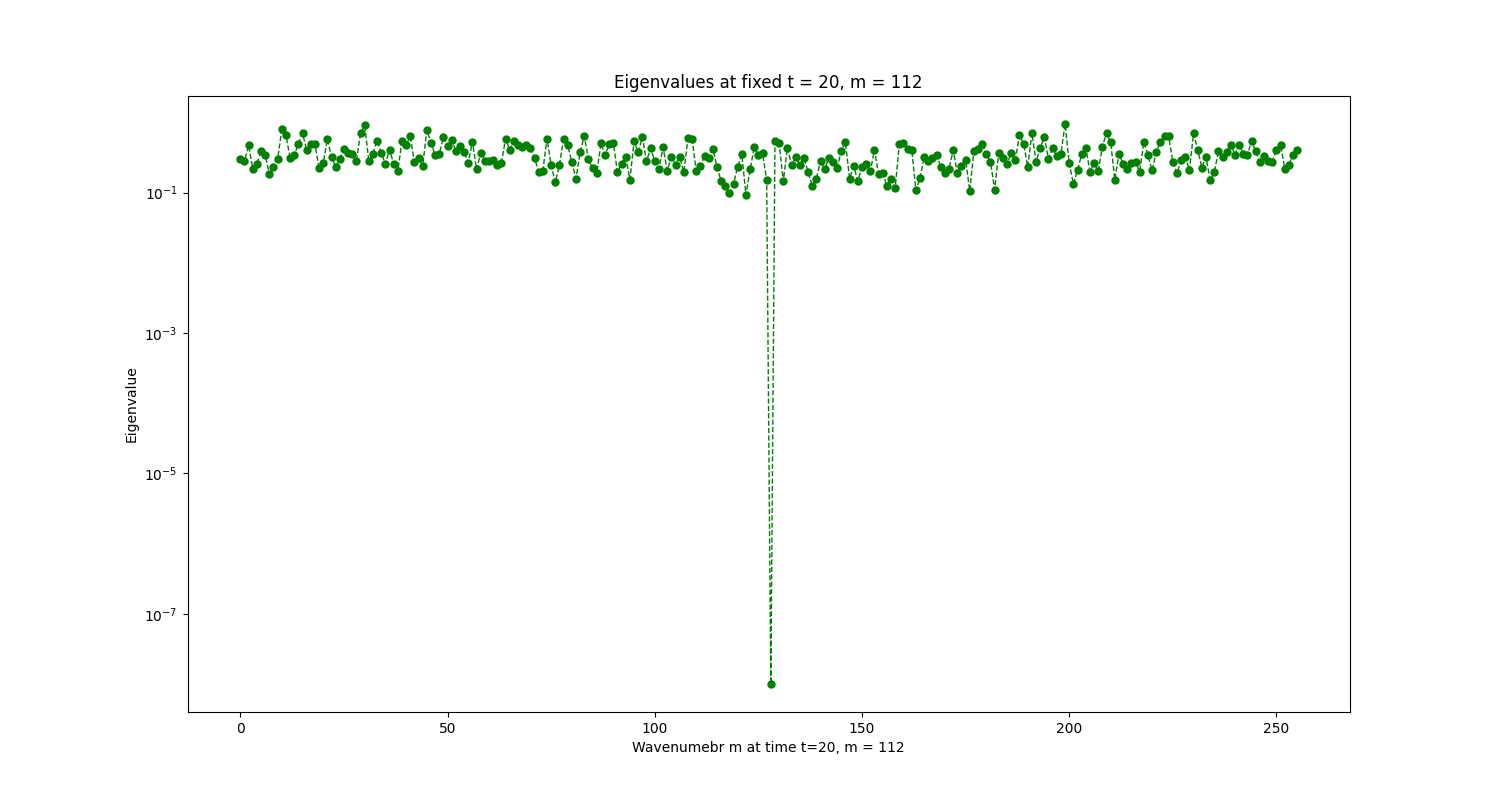 Eigenvalues at fixed t = 20, m = 112
10⁻¹
10⁻³
10⁻⁵
10⁻⁷
Eigenvalue
0 50 100 150 200 250
Wavenumebr m at time t=20, m = 112